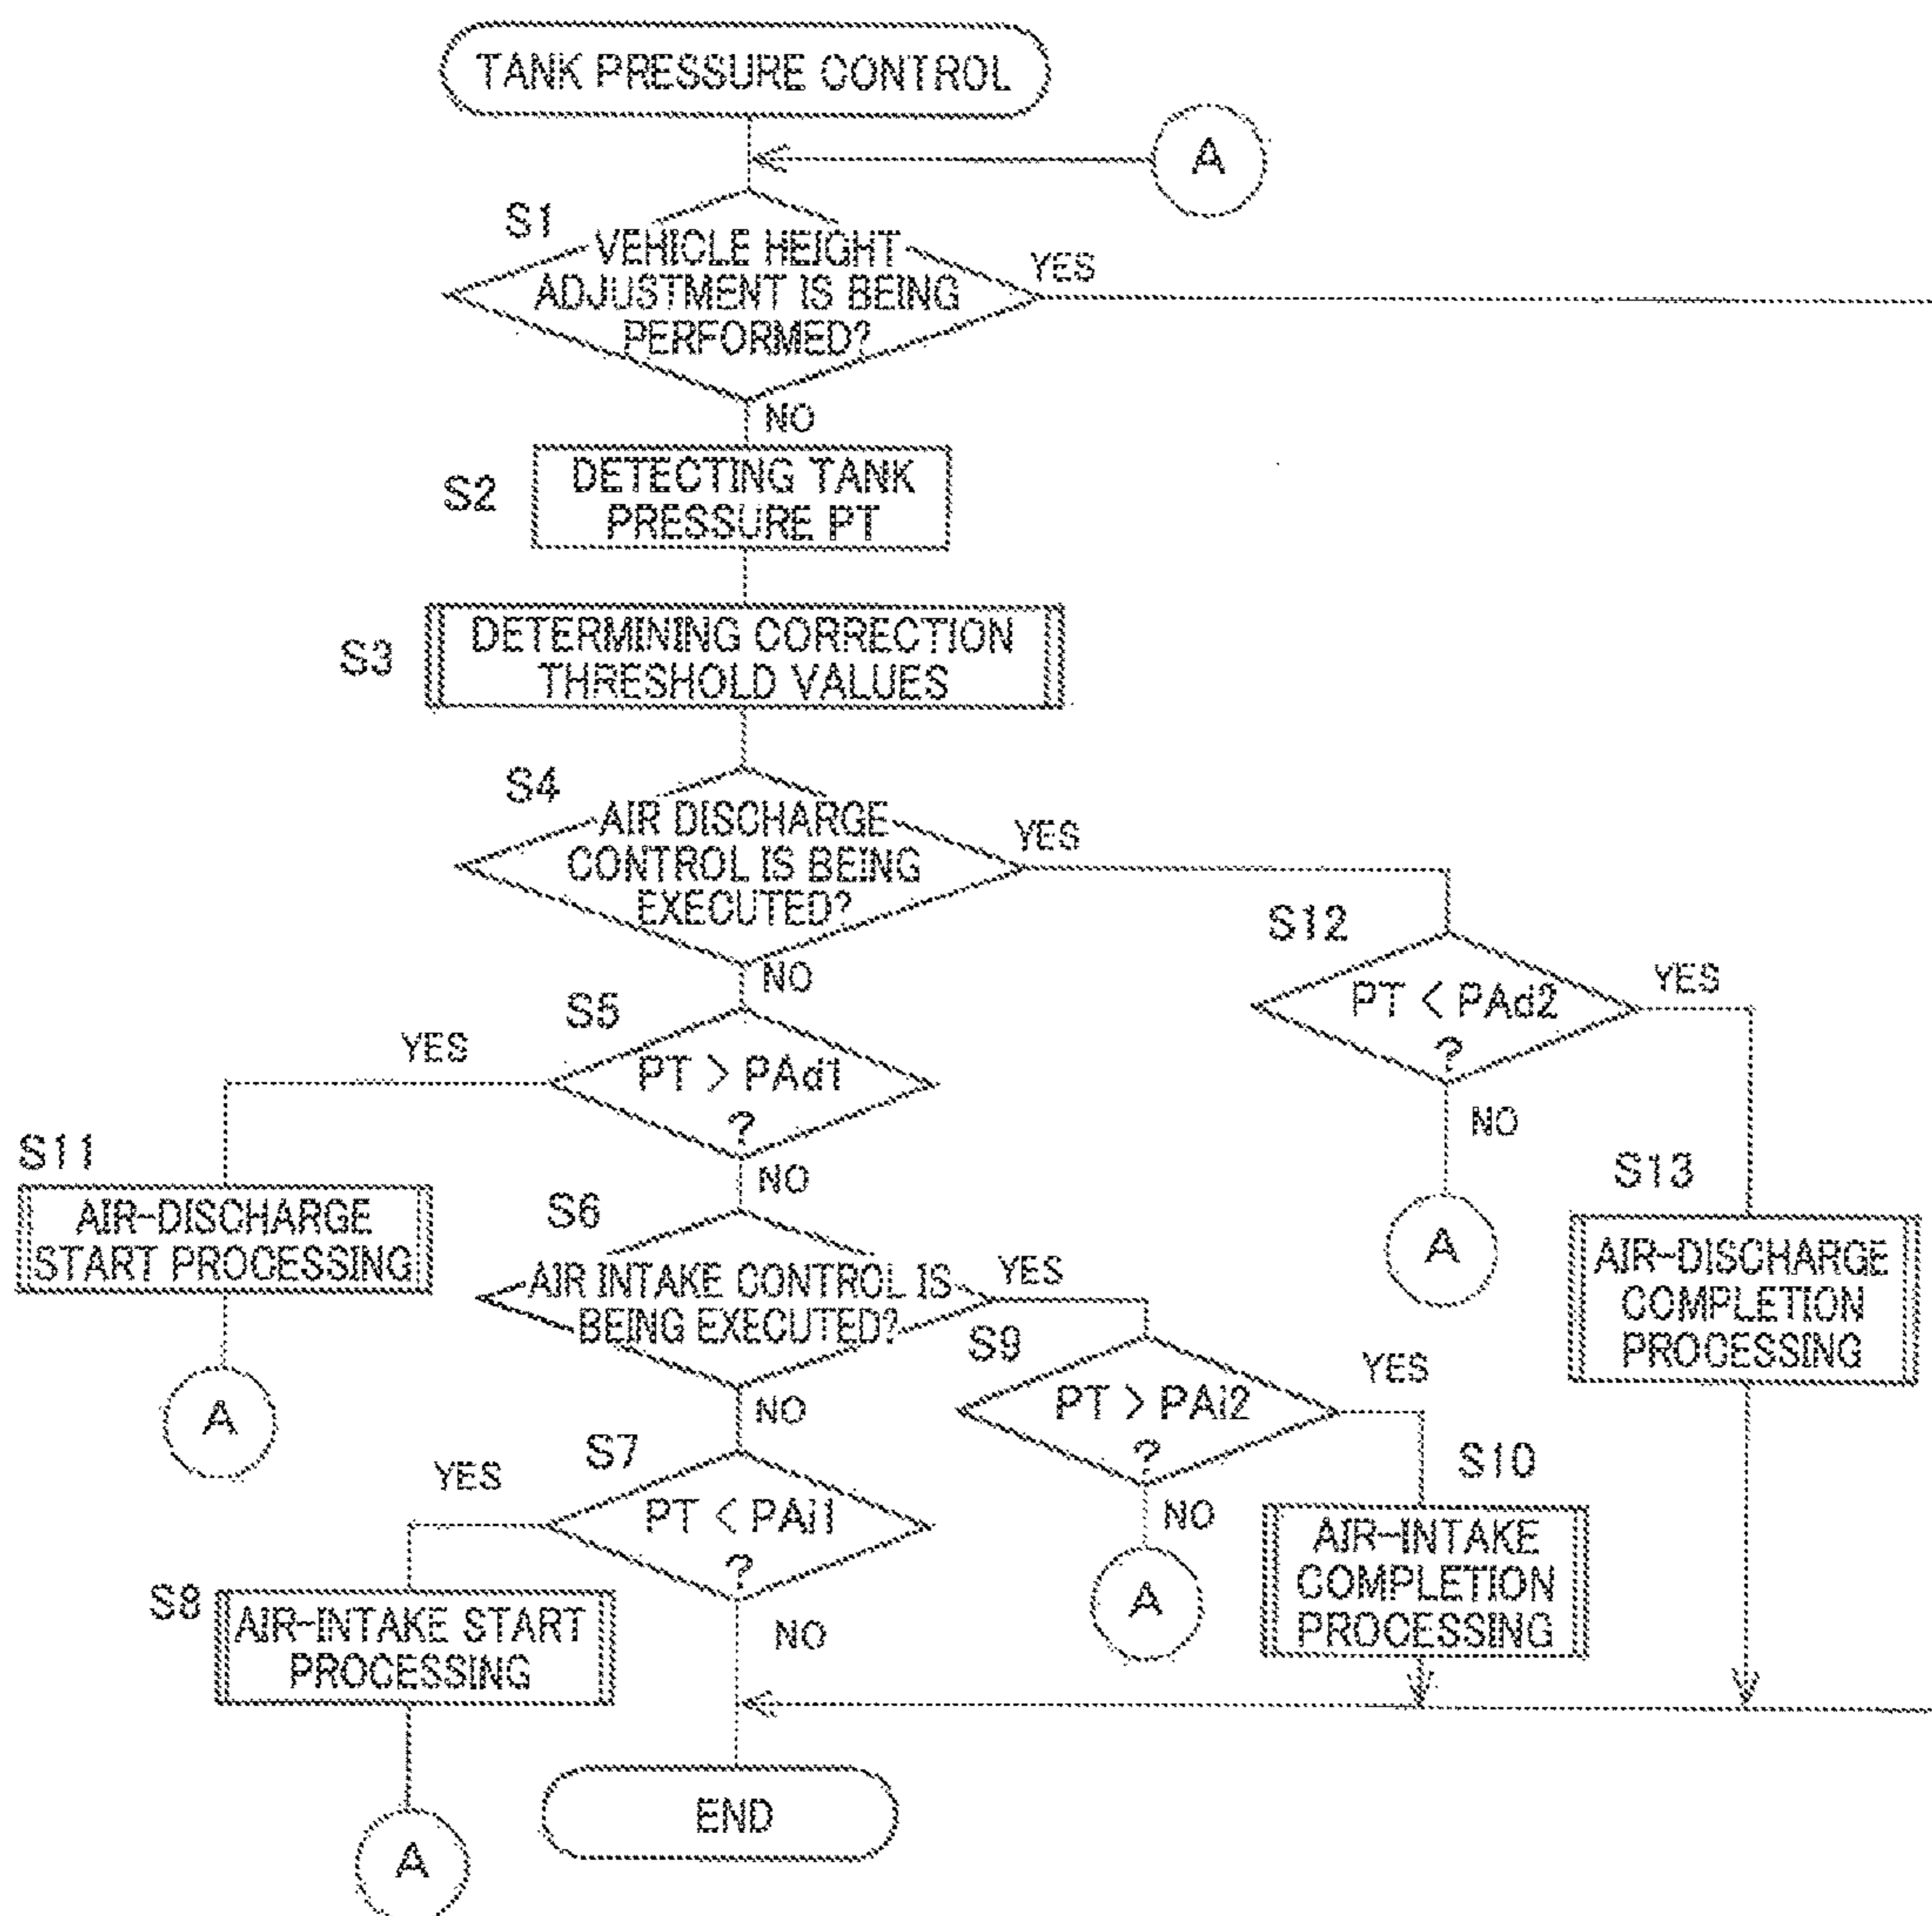 TANK PRESSURE CONTROL
A
S1
VEHICLE HEIGHT
ADJUSTMENT IS BEING
PERFORMED?
YES
NO
S2
DETECTING TANK
PRESSURE PT
S3
DETERMINING CORRECTION
THRESHOLD VALUES
S4
AIR DISCHARGE
CONTROL IS BEING
EXECUTED?
YES
NO
S12
PT < PAd2
?
YES
NO
A
S13
AIR-DISCHARGE
COMPLETION
PROCESSING
S5
PT > PAd1
?
YES
NO
S11
AIR-DISCHARGE
START PROCESSING
A
S6
AIR INTAKE CONTROL IS
BEING EXECUTED?
YES
NO
S9
PT > PAi2
?
YES
NO
A
S10
AIR-INTAKE
COMPLETION
PROCESSING
S7
PT < PAi1
?
YES
NO
S8
AIR-INTAKE START
PROCESSING
A
END